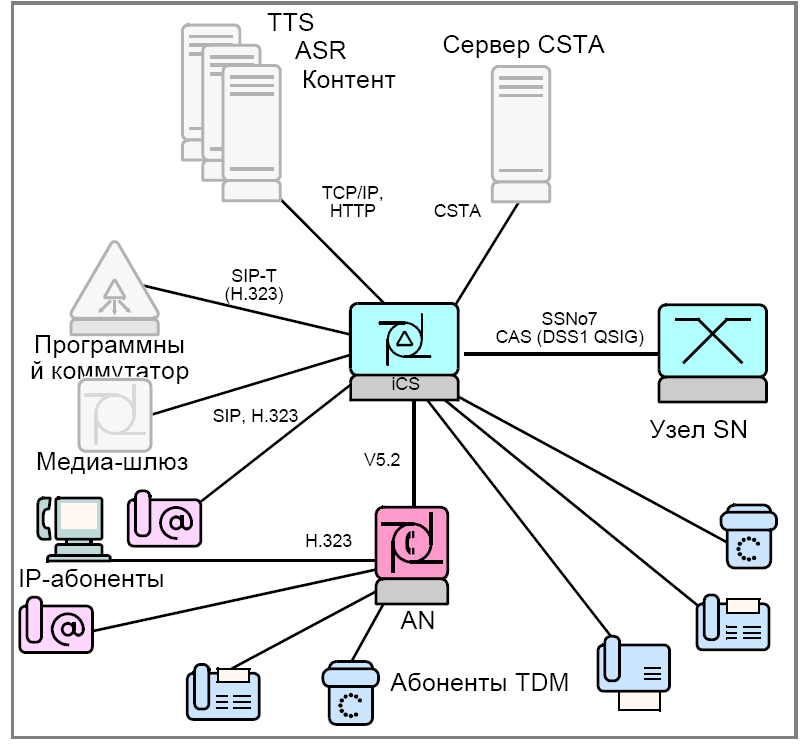 TTS
ASR
Контент
Сервер CSTA
TCP/IP,
HTTP
CSTA
SIP-T
(H.323)
SSNo7
CAS (DSS1 QSIG)
Программны
й коммутатор
iCS
SIP, H.323
Узел SN
Медиа-шлюз
V5.2
@
H.323
IP-абоненты
@
AN
Абоненты TDM